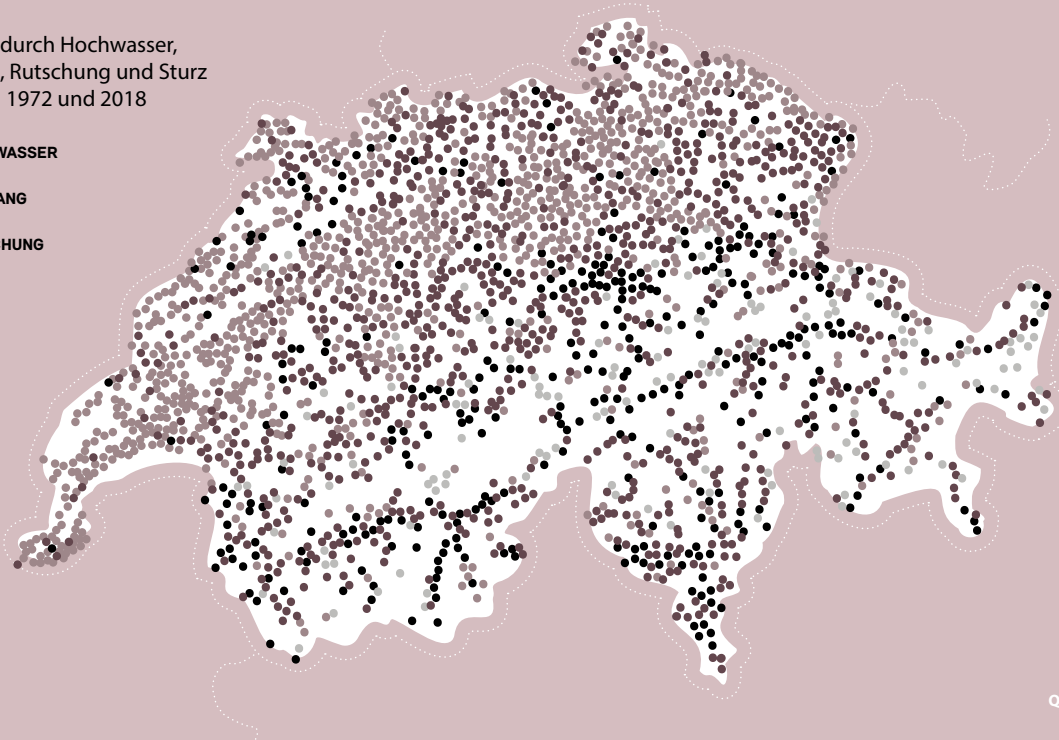 durch Hochwasser,
, Rutschung und Sturz
1972 und 2018
WASSER
ANG
HUNG
Q